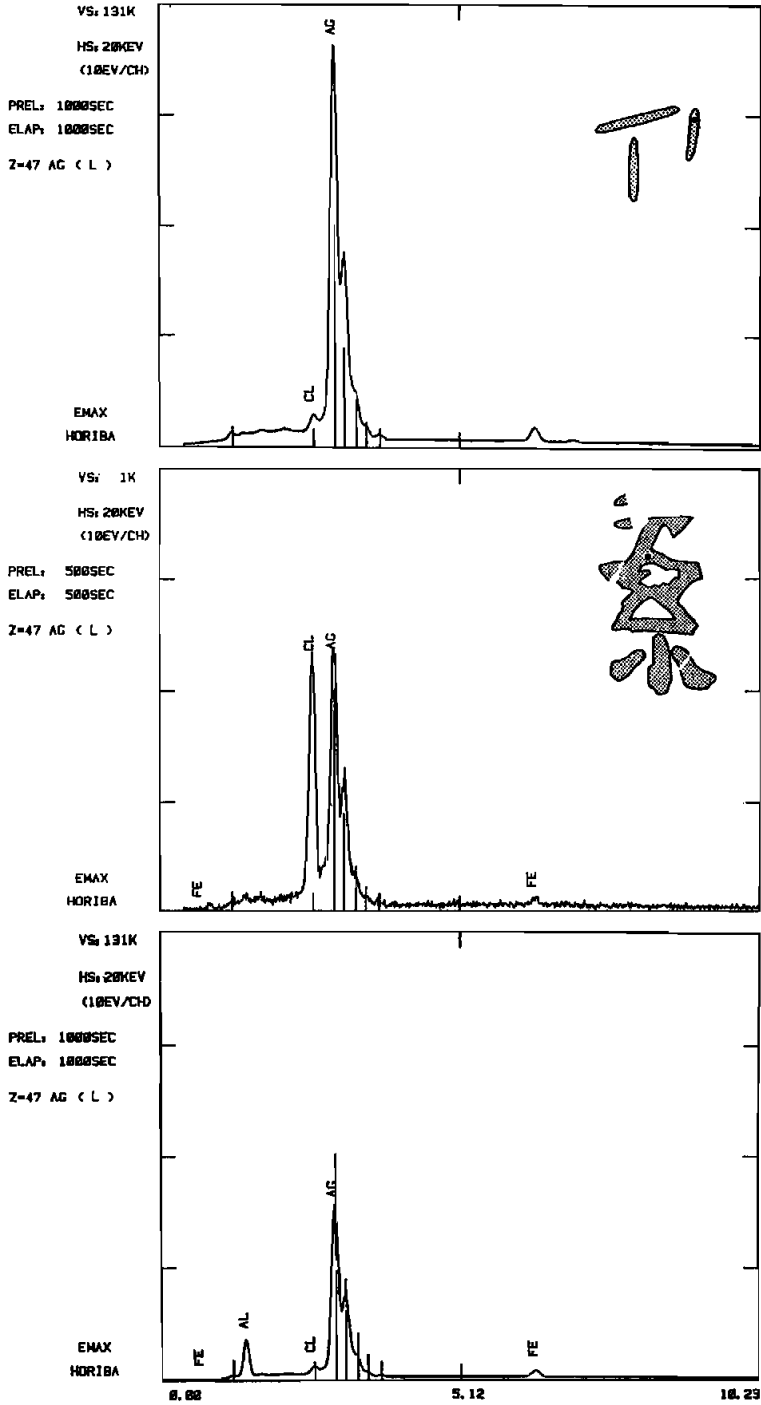 VS: 131K
HS: 20KEV
(10EV/CH)
PREL: 1000SEC
ELAP: 1000SEC
Z=47 AG ( L )
AG
CL
EMAX
HORIBA
VS: 1K
HS: 20KEV
(10EV/CH)
PREL: 500SEC
ELAP: 500SEC
Z=47 AG ( L )
CL AG
FE FE
EMAX
HORIBA
VS: 131K
HS: 20KEV
(10EV/CH)
PREL: 1000SEC
ELAP: 1000SEC
Z=47 AG ( L )
AG
AL
CL
FE FE
EMAX
HORIBA
0.00 5.12 10.29